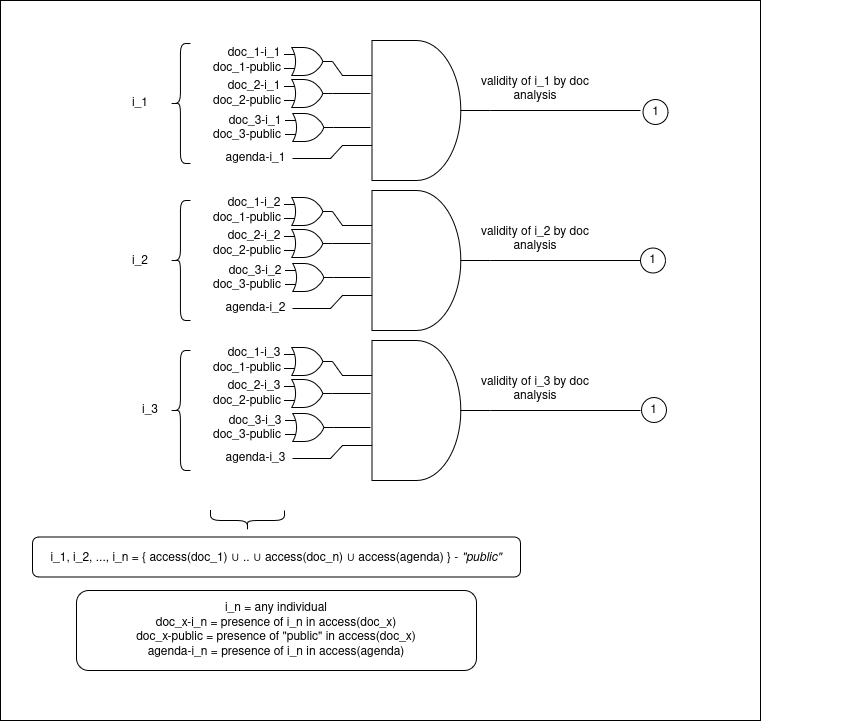 doc_1-i_1
doc_1-public
doc_2-i_1
doc_2-public
i_1
doc_3-i_1
doc_3-public
agenda-i_1
validity of i_1 by doc
analysis
1
doc_1-i_2
doc_1-public
doc_2-i_2
doc_2-public
i_2
doc_3-i_2
doc_3-public
agenda-i_2
validity of i_2 by doc
analysis
1
doc_1-i_3
doc_1-public
doc_2-i_3
doc_2-public
i_3
doc_3-i_3
doc_3-public
agenda-i_3
validity of i_3 by doc
analysis
1
i_1, i_2, ..., i_n = { access(doc_1) ∪ .. ∪ access(doc_n) ∪ access(agenda) } - "public"
i_n = any individual
doc_x-i_n = presence of i_n in access(doc_x)
doc_x-public = presence of "public" in access(doc_x)
agenda-i_n = presence of i_n in access(agenda)